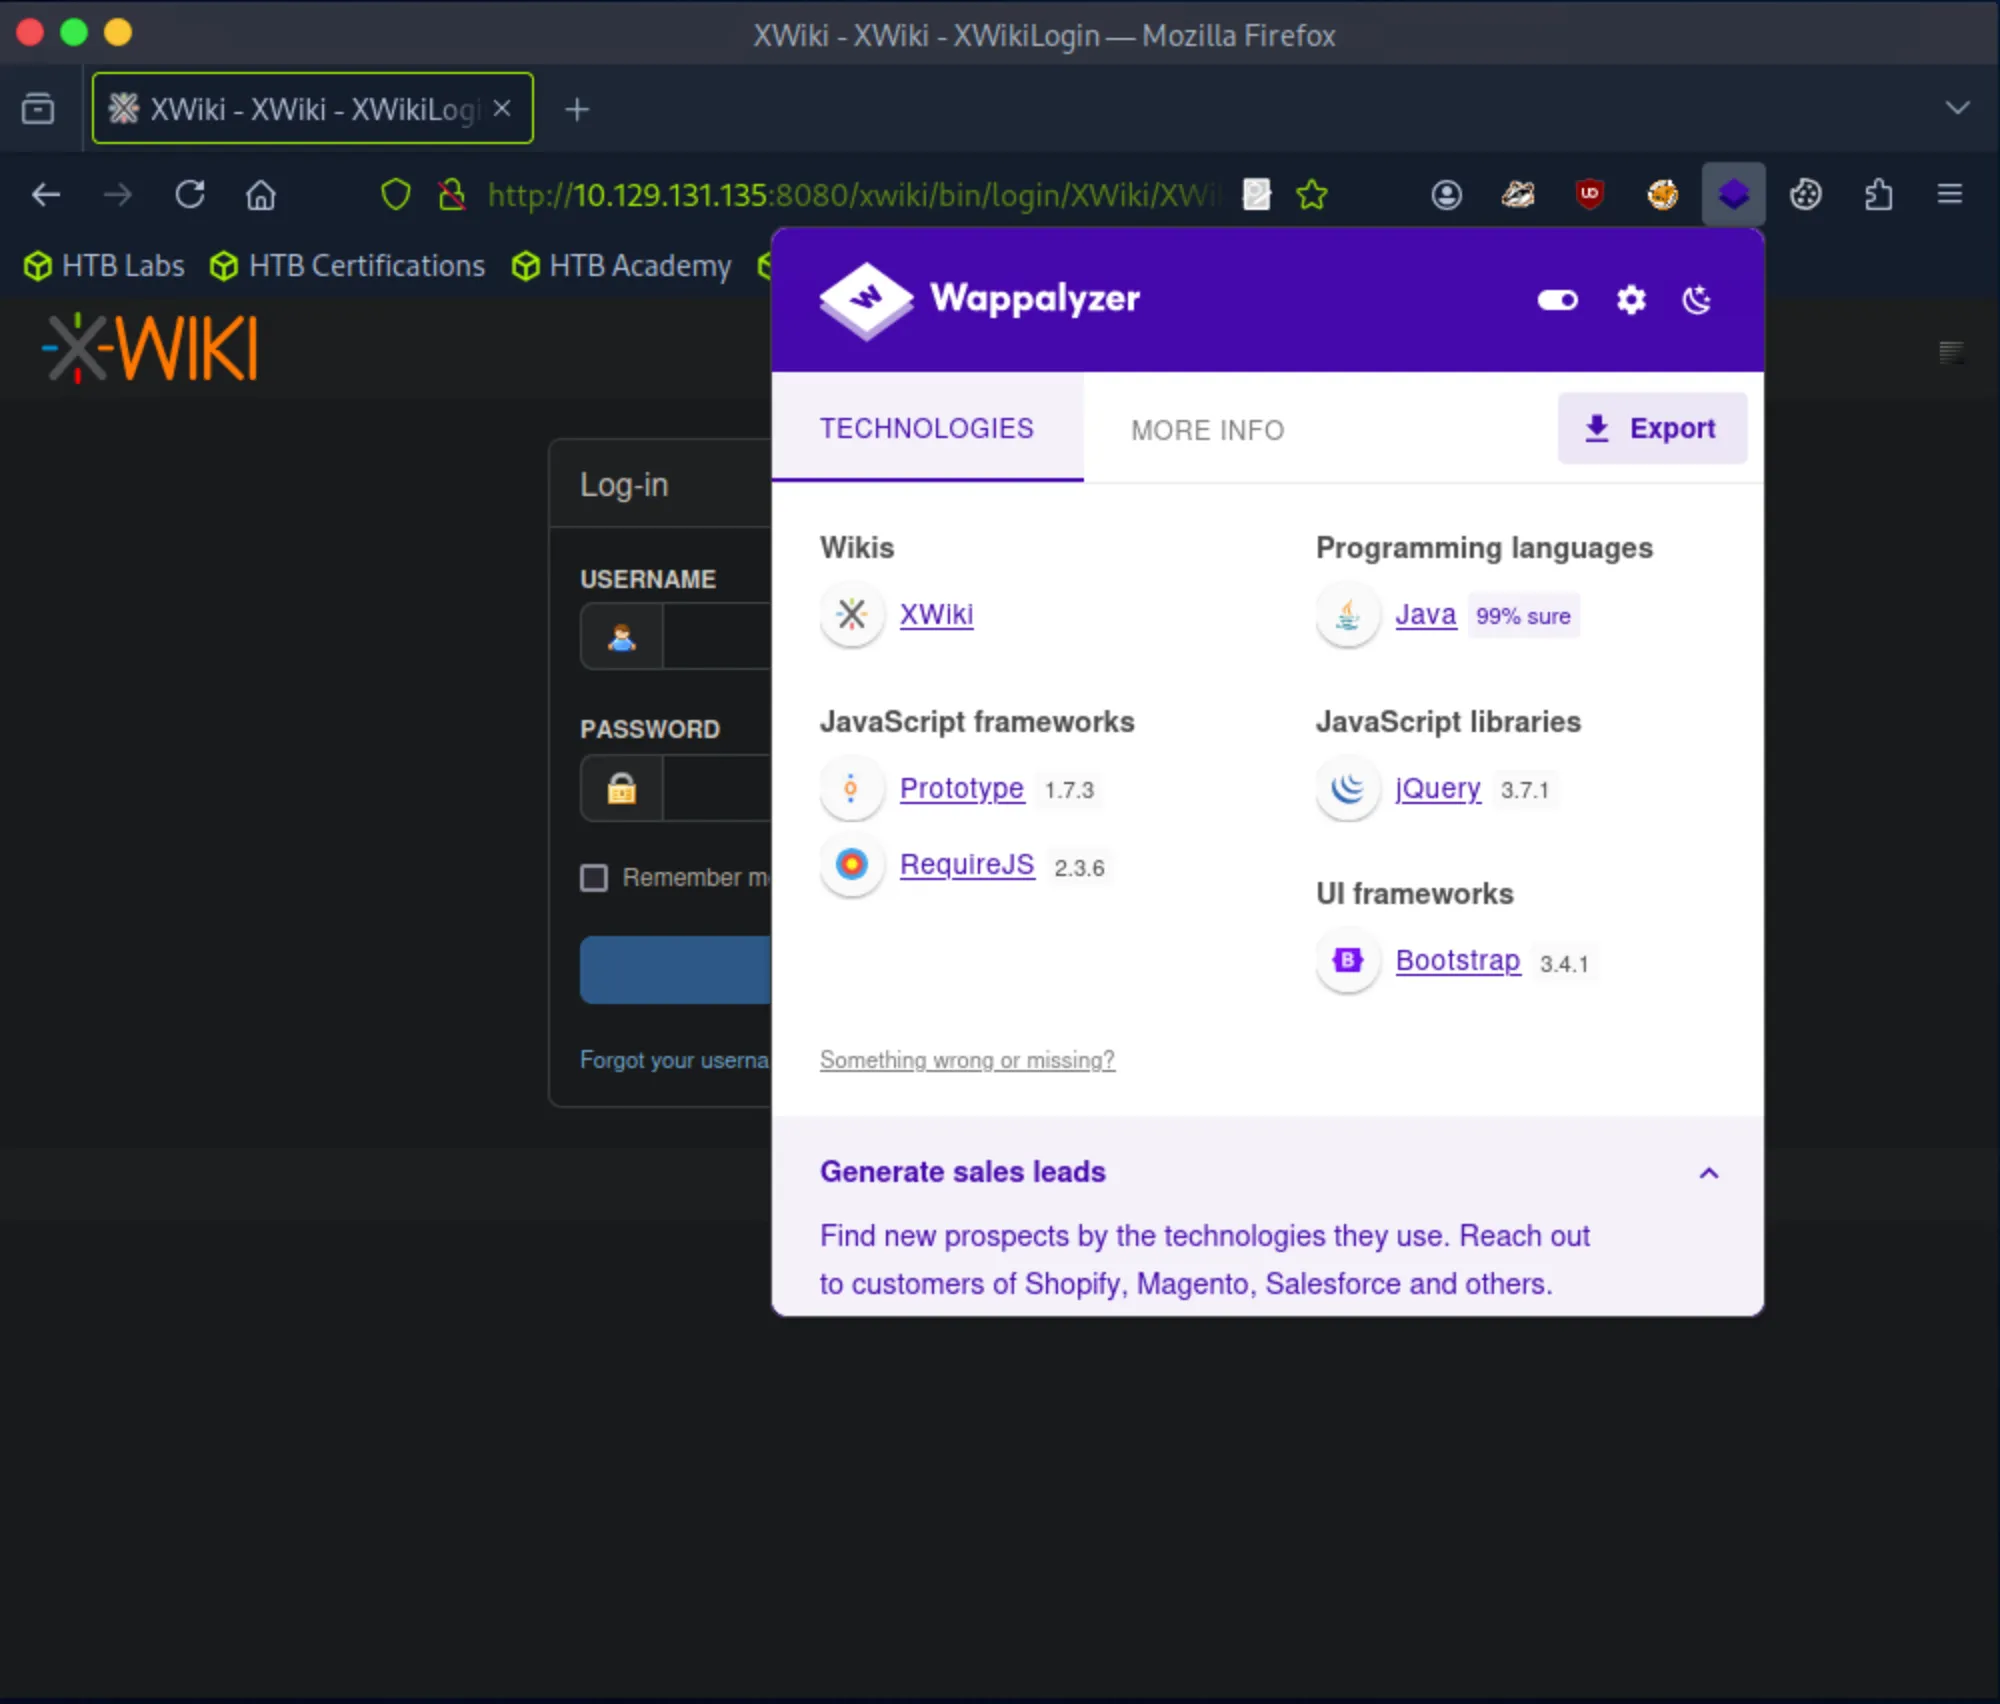 XWiki - XWiki - XWikiLogin — Mozilla Firefox
XWiki - XWiki - XWikiLogi
http://10.129.131.135:8080/xwiki/bin/login/XWiki/XWi
HTB Labs
HTB Certifications
HTB Academy
X-WIKI
Log-in
USERNAME
PASSWORD
Remember m
Forgot your userna
Wappalyzer
TECHNOLOGIES
MORE INFO
Export
Wikis
XWiki
Programming languages
Java 99% sure
JavaScript frameworks
Prototype 1.7.3
RequireJS 2.3.6
JavaScript libraries
jQuery 3.7.1
UI frameworks
Bootstrap 3.4.1
Something wrong or missing?
Generate sales leads
Find new prospects by the technologies they use. Reach out
to customers of Shopify, Magento, Salesforce and others.